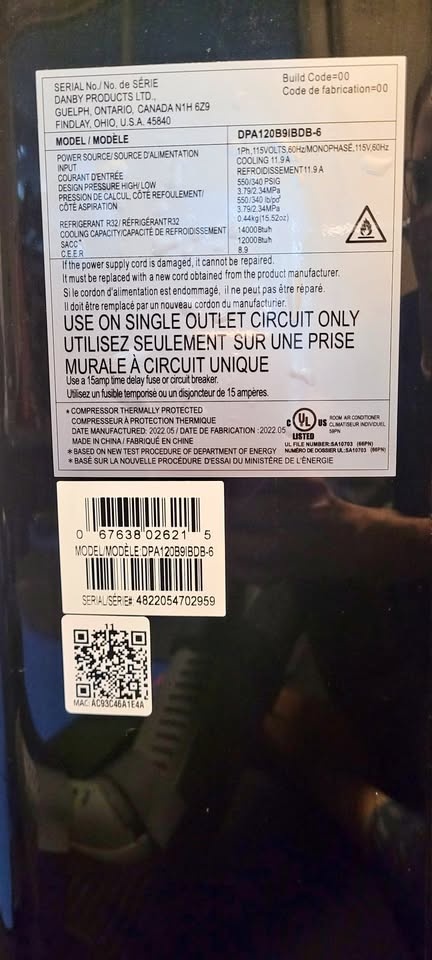 SERIAL No./ No. de SÉRIE
DANBY PRODUCTS LTD.,
GUELPH, ONTARIO, CANADA N1H 6Z9
FINDLAY, OHIO, U.S.A. 45840
Build Code=00
Code de fabrication=00
MODEL / MODÈLE DPA120B9IBDB-6
POWER SOURCE/SOURCE D'ALIMENTATION 1Ph,115VOLTS,60Hz/MONOPHASÉ,115V,60Hz
INPUT COOLING 11.9 A
COURANT D'ENTRÉE REFROIDISSEMENT11.9 A
DESIGN PRESSURE HIGH/ LOW 550/340 PSIG
3.79/2.34MPa
PRESSION DE CALCUL, CÔTÉ REFOULEMENT/ 550/340 lb/po²
CÔTÉ ASPIRATION 3.79/2.34MPa
REFRIGERANT R32 / RÉFRIGÉRANT R32 0.44kg(15.52oz)
COOLING CAPACITY/CAPACITÉ DE REFROIDISSEMENT 14000Btu/h
SACC* 12000Btu/h
C.E.E.R 8.9
If the power supply cord is damaged, it cannot be repaired.
It must be replaced with a new cord obtained from the product manufacturer.
Si le cordon d'alimentation est endommagé, il ne peut pas être réparé.
Il doit être remplacé par un nouveau cordon du manufacturier.
USE ON SINGLE OUTLET CIRCUIT ONLY
UTILISEZ SEULEMENT SUR UNE PRISE
MURALE À CIRCUIT UNIQUE
Use a 15amp time delay fuse or circuit breaker.
Utilisez un fusible temporisé ou un disjoncteur de 15 ampères.
* COMPRESSOR THERMALLY PROTECTED
COMPRESSEUR À PROTECTION THERMIQUE
DATE MANUFACTURED: 2022.05 / DATE DE FABRICATION :2022.05
MADE IN CHINA / FABRIQUÉ EN CHINE
* BASED ON NEW TEST PROCEDURE OF DEPARTMENT OF ENERGY
* BASÉ SUR LA NOUVELLE PROCÉDURE D'ESSAI DU MINISTÈRE DE L'ÉNERGIE
C UL US
LISTED
ROOM AIR CONDITIONER
CLIMATISEUR INDIVIDUEL
58PN
UL FILE NUMBER:SA10703 (66PN)
NUMÉRO DE DOSSIER UL:SA10703 (66PN)
0 67638 02621 5
MODEL/MODÈLE:DPA120B9IBDB-6
SERIAL/SÉRIE# 4822054702959
11
MAC:AC93C46A1E4A